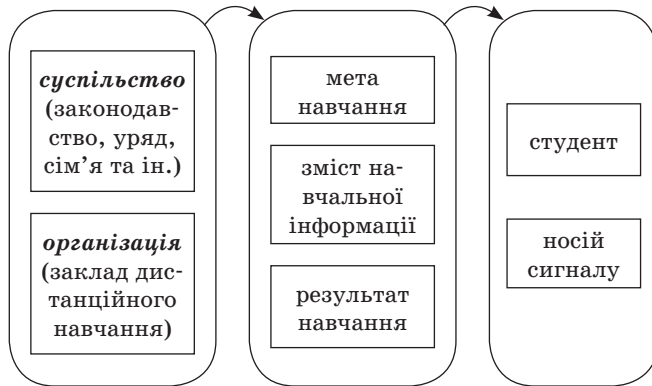 суспільство
(законодав-
ство, уряд,
сім’я та ін.)
організація
(заклад дис-
танційного
навчання)
мета
навчання
зміст на-
вчальної
інформації
результат
навчання
студент
носій
сигналу